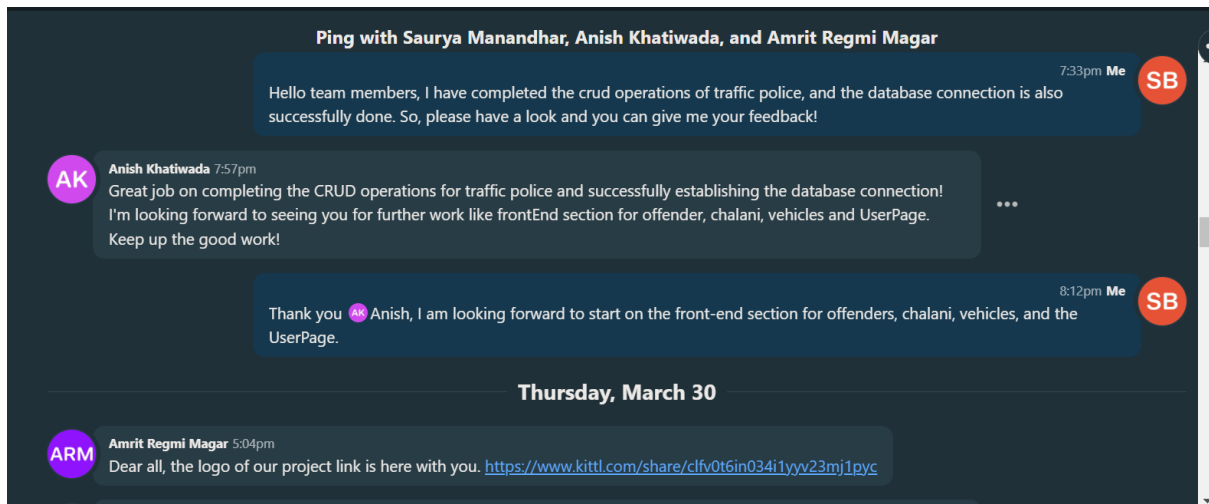 Ping with Saurya Manandhar, Anish Khatiwada, and Amrit Regmi Magar
7:33pm Me
SB
Hello team members, I have completed the crud operations of traffic police, and the database connection is also
successfully done. So, please have a look and you can give me your feedback!
AK
Anish Khatiwada 7:57pm
Great job on completing the CRUD operations for traffic police and successfully establishing the database connection!
I'm looking forward to seeing you for further work like frontEnd section for offender, chalani, vehicles and UserPage.
Keep up the good work!
8:12pm Me
SB
Thank you AK Anish, I am looking forward to start on the front-end section for offenders, chalani, vehicles, and the
UserPage.
Thursday, March 30
ARM
Amrit Regmi Magar 5:04pm
Dear all, the logo of our project link is here with you. https://www.kittl.com/share/clfv0t6in034i1yyv23mj1pyc